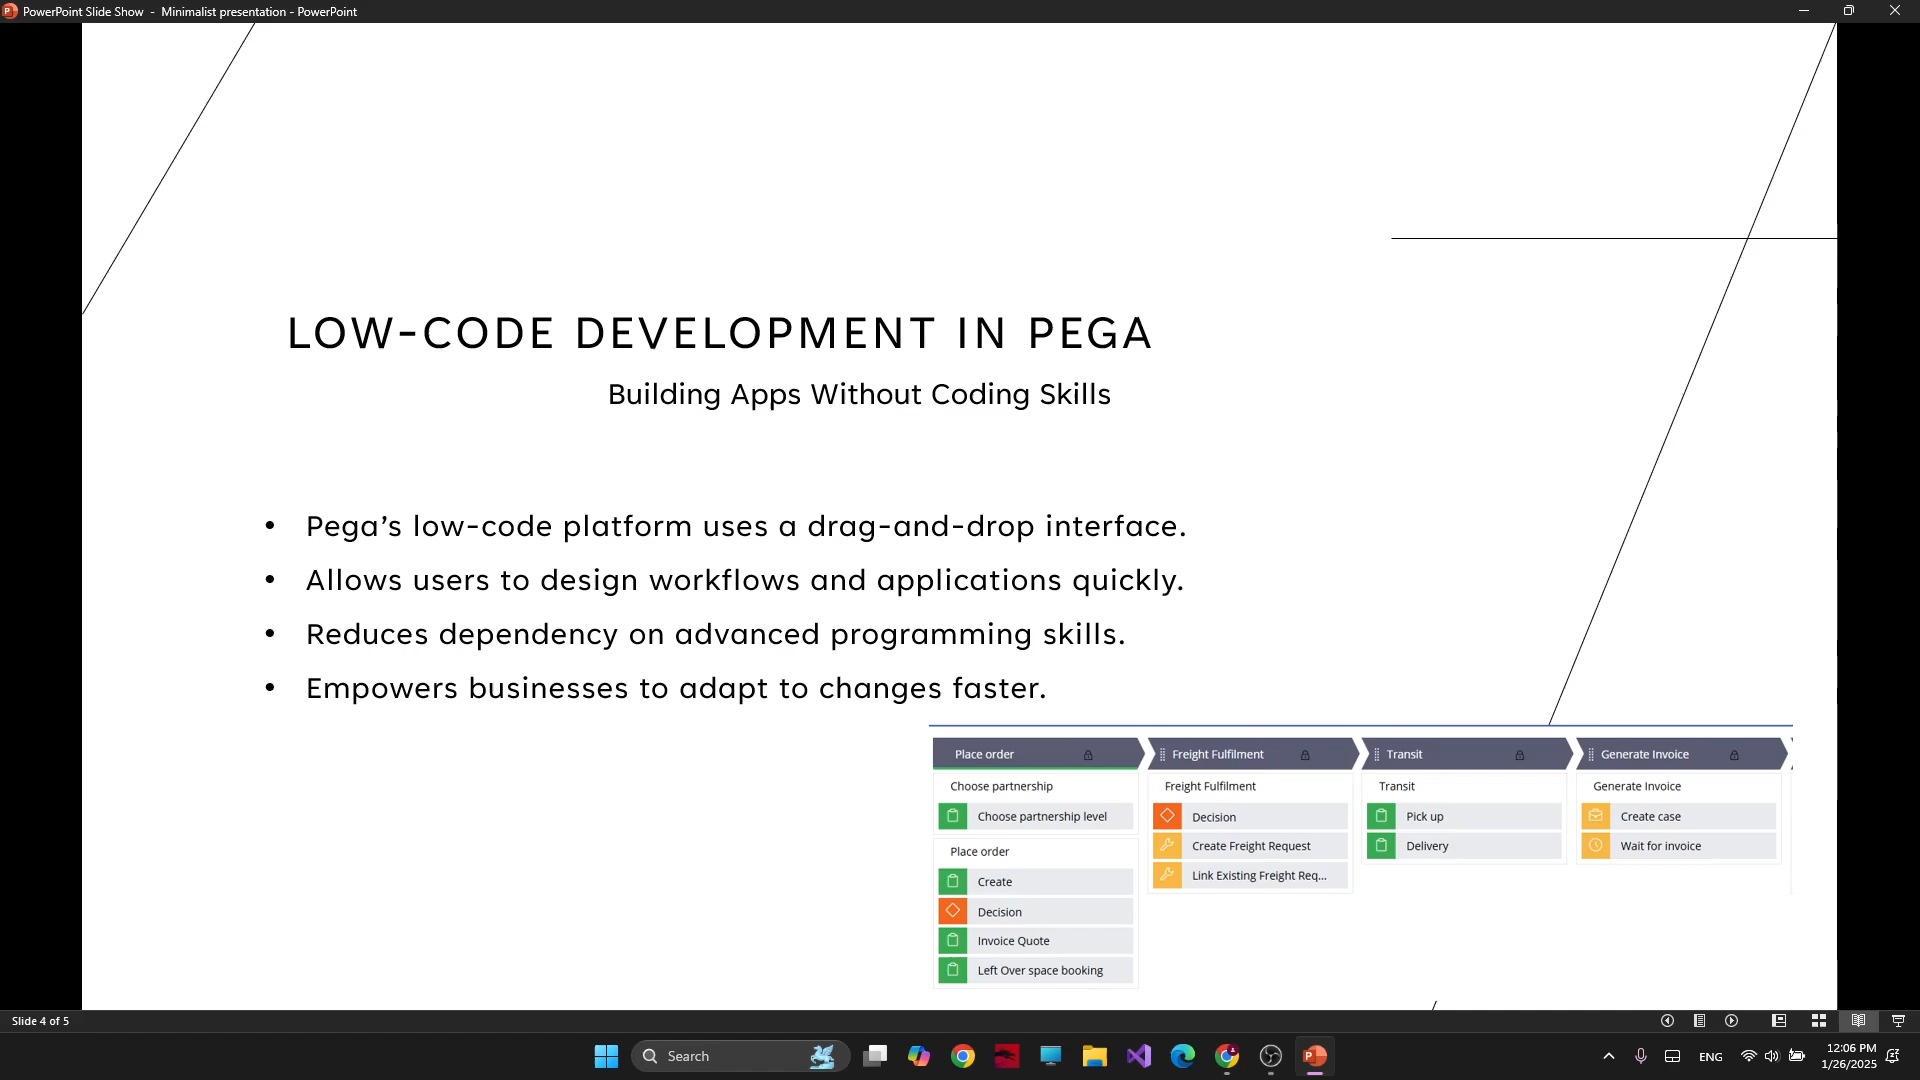 PowerPoint Slide Show - Minimalist presentation - PowerPoint
LOW-CODE DEVELOPMENT IN PEGA
Building Apps Without Coding Skills
• Pega’s low-code platform uses a drag-and-drop interface.
• Allows users to design workflows and applications quickly.
• Reduces dependency on advanced programming skills.
• Empowers businesses to adapt to changes faster.
Place order
Choose partnership
Choose partnership level
Place order
Create
Decision
Invoice Quote
Left Over space booking
Freight Fulfilment
Freight Fulfilment
Decision
Create Freight Request
Link Existing Freight Req...
Transit
Transit
Pick up
Delivery
Generate Invoice
Generate Invoice
Create case
Wait for invoice
Slide 4 of 5
Search
ENG
12:06 PM
1/26/2025